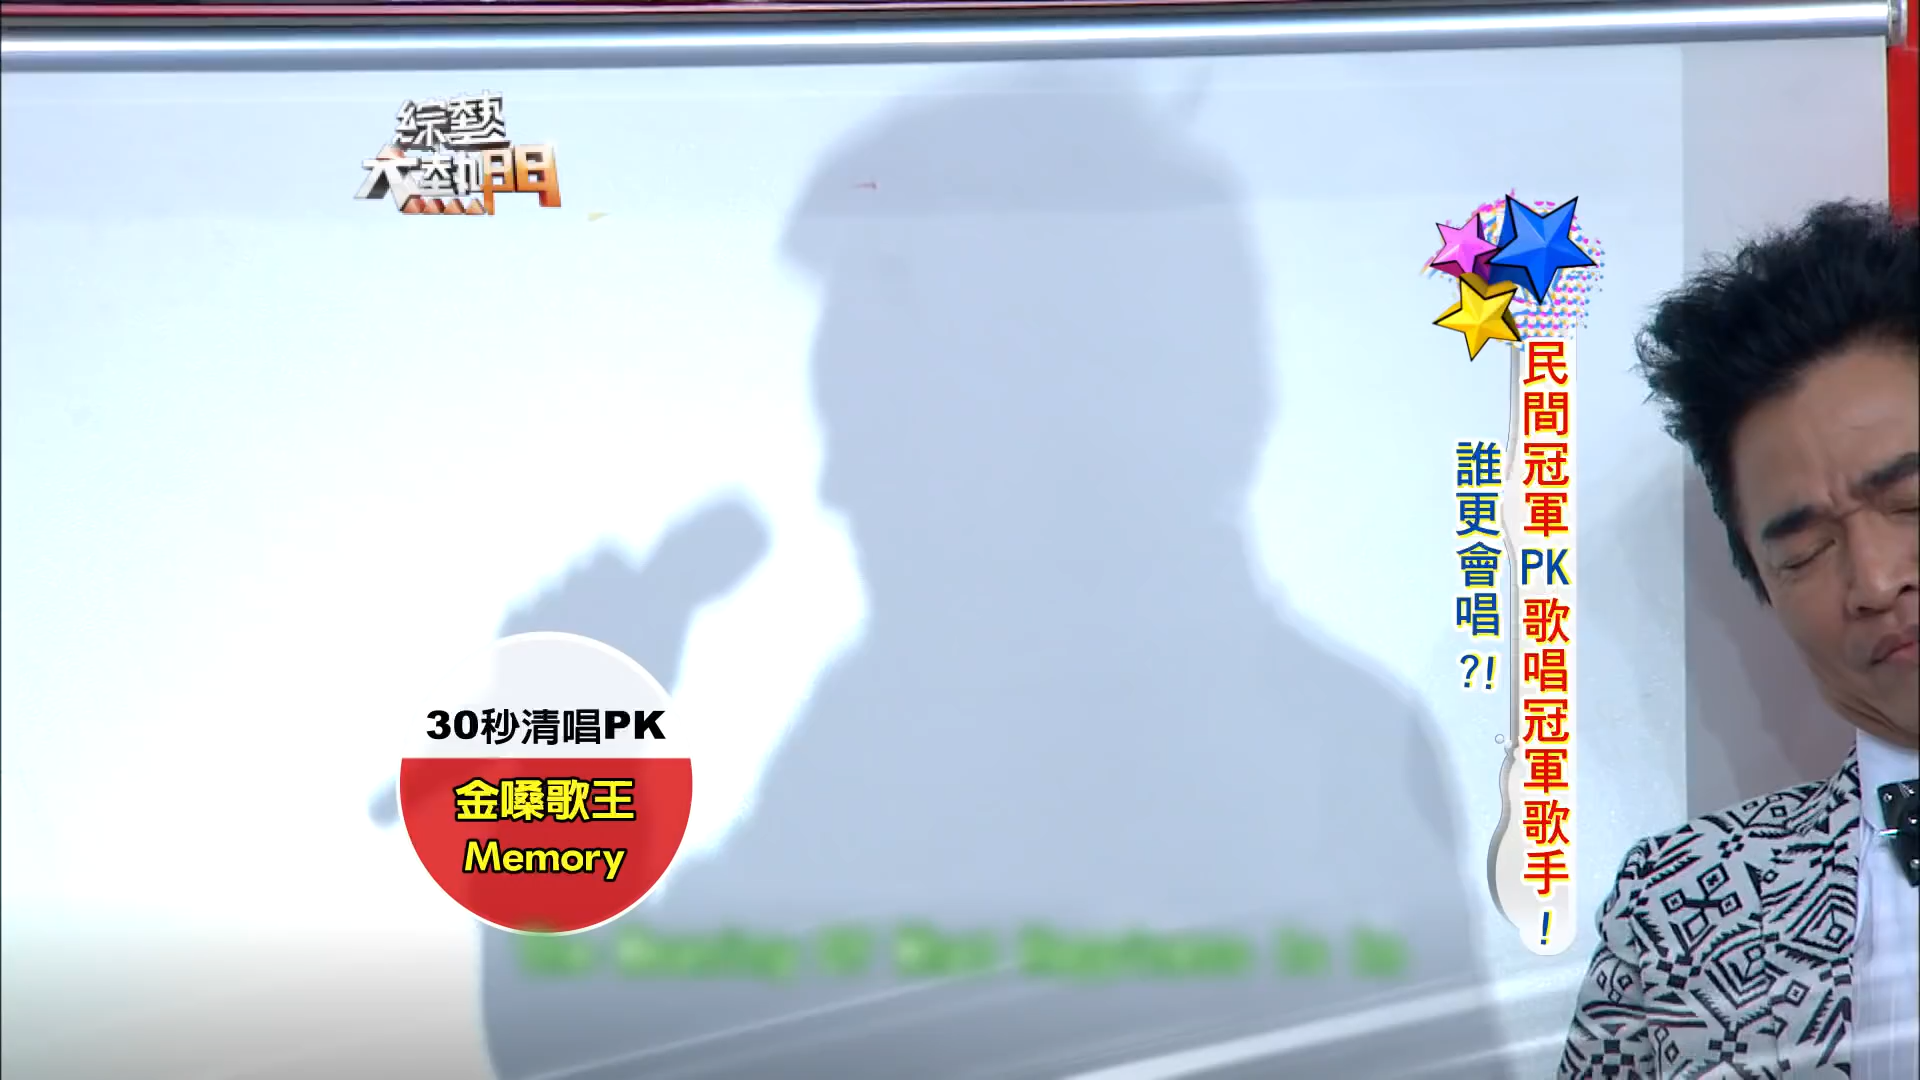 綜藝
大熱門
民間冠軍PK歌唱冠軍歌手!
誰更會唱?!
30秒清唱PK
金嗓歌王
Memory